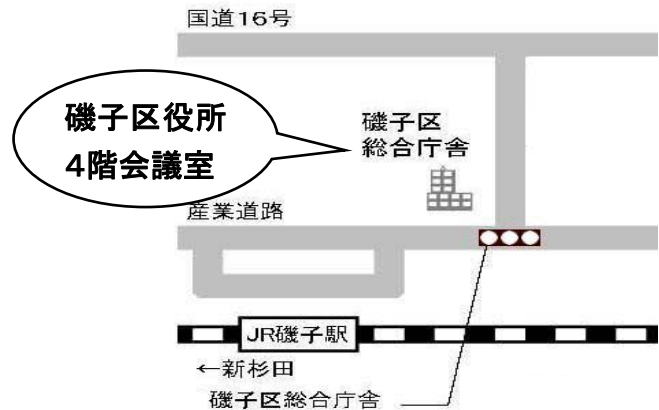 国道16号
磯子区役所
4階会議室
磯子区
総合庁舎
産業道路
JR磯子駅
←新杉田
磯子区総合庁舎